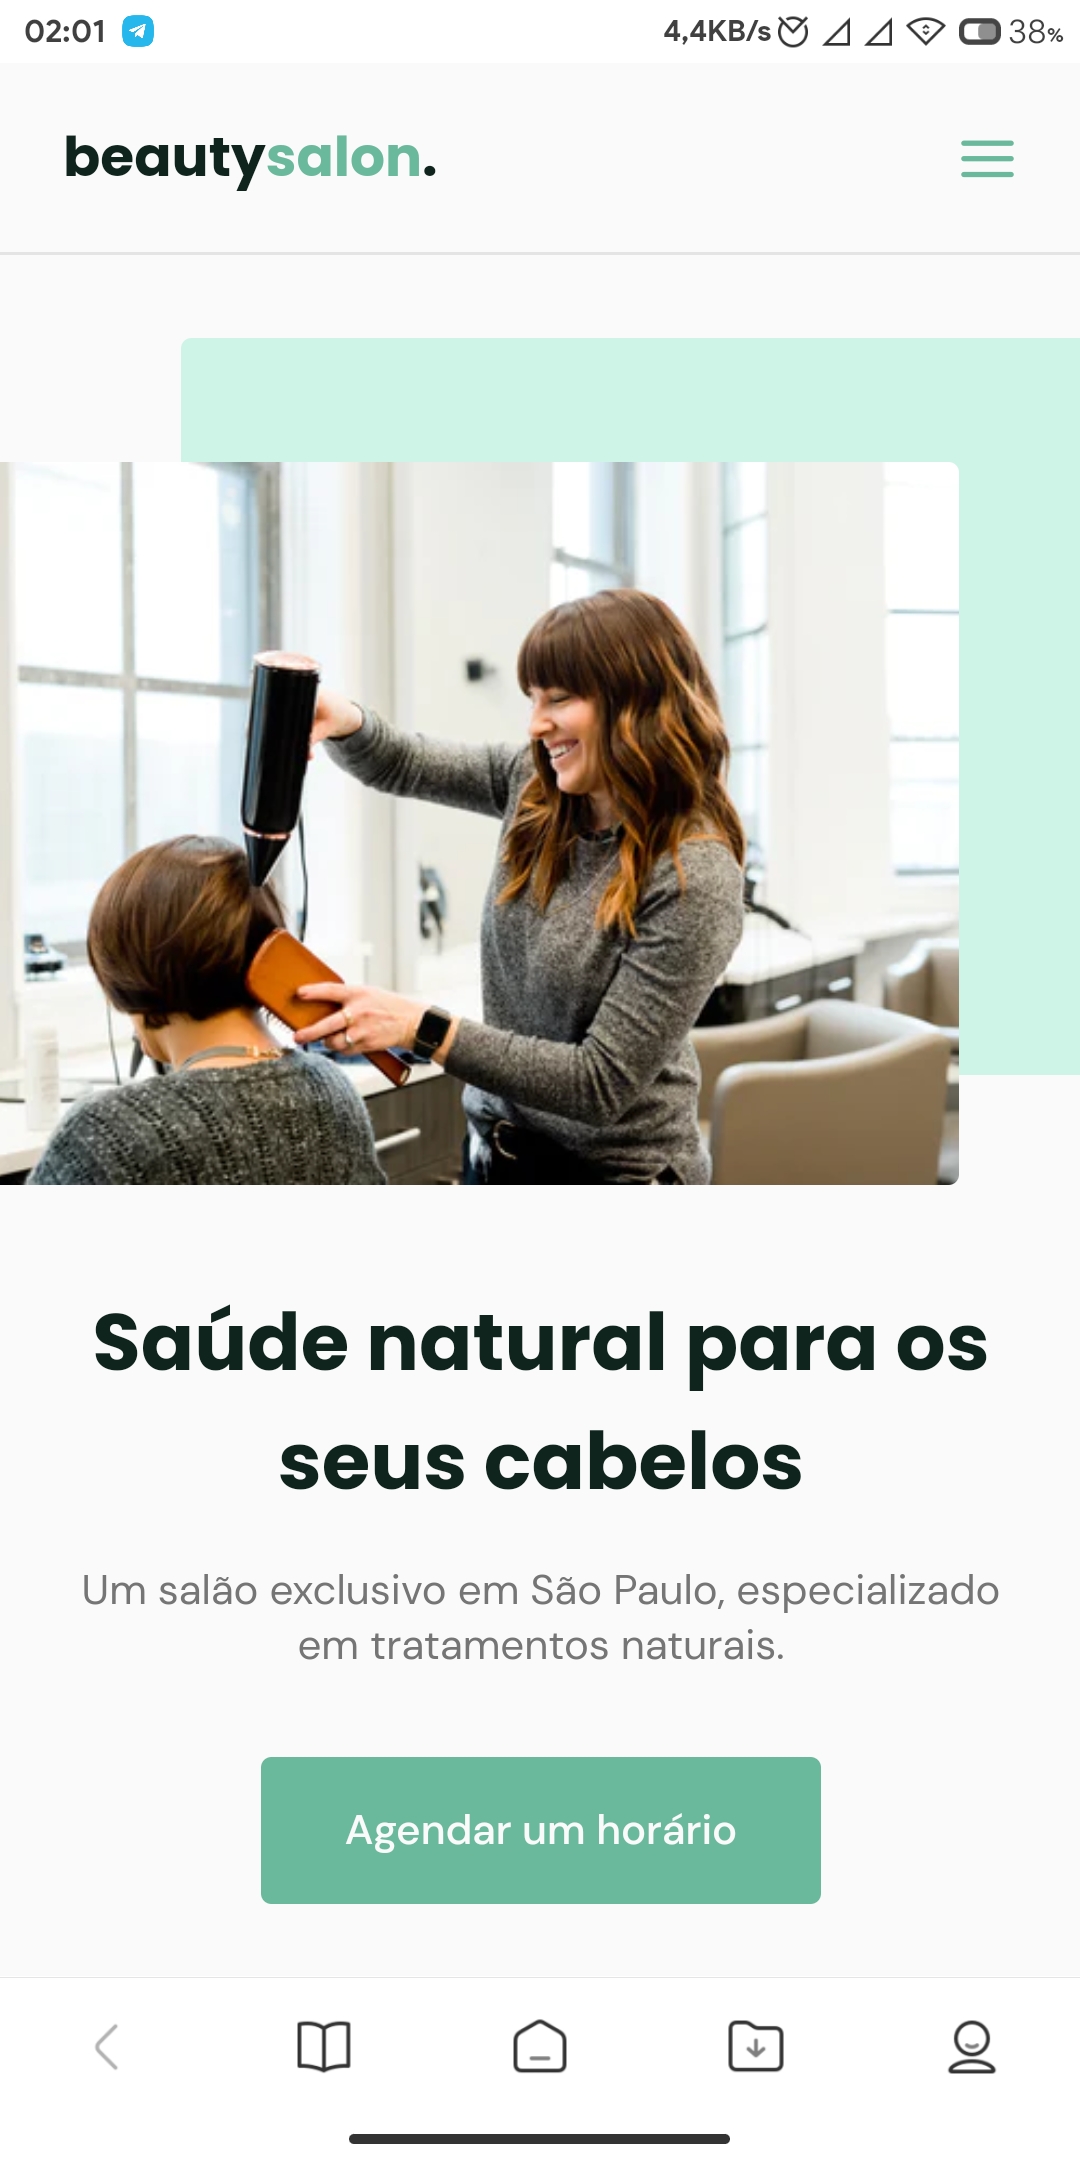 02:01
4,4KB/s
38%
beautysalon.
Saúde natural para os
seus cabelos
Um salão exclusivo em São Paulo, especializado
em tratamentos naturais.
Agendar um horário